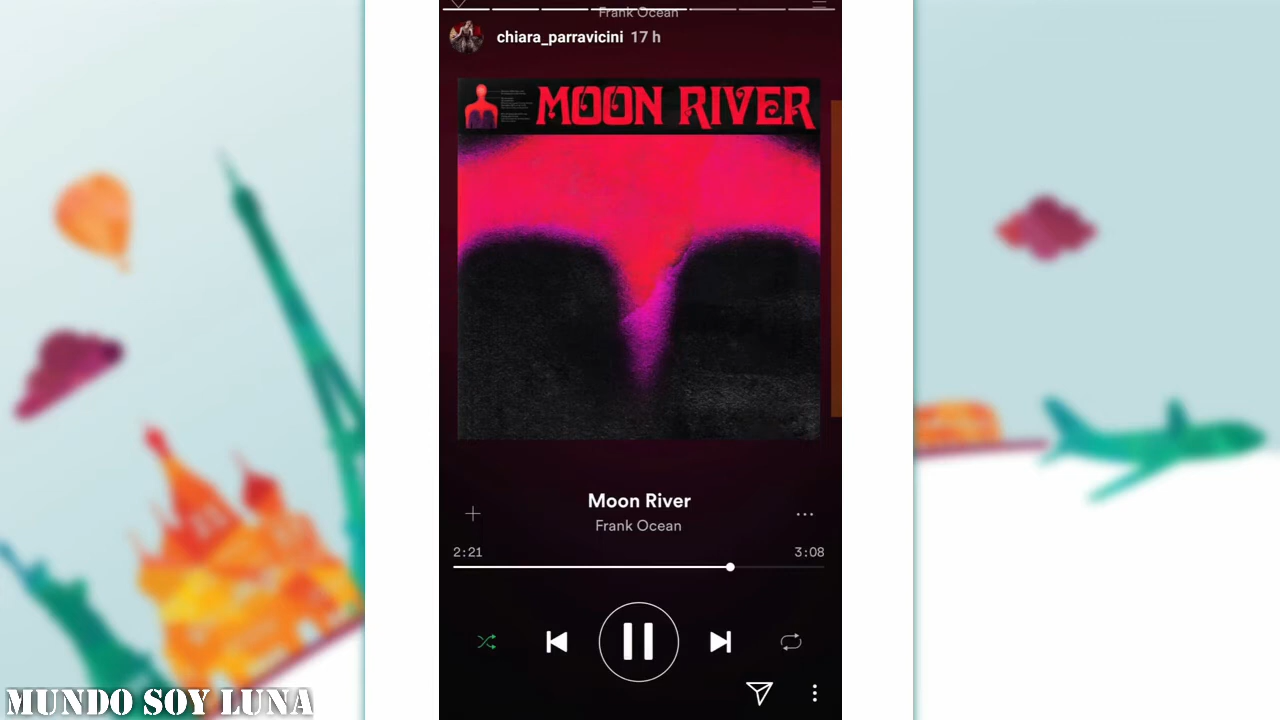 Frank Ocean
chiara_parravicini 17 h
MOON RIVER
Moon River
Frank Ocean
2:21
3:08
MUNDO SOY LUNA